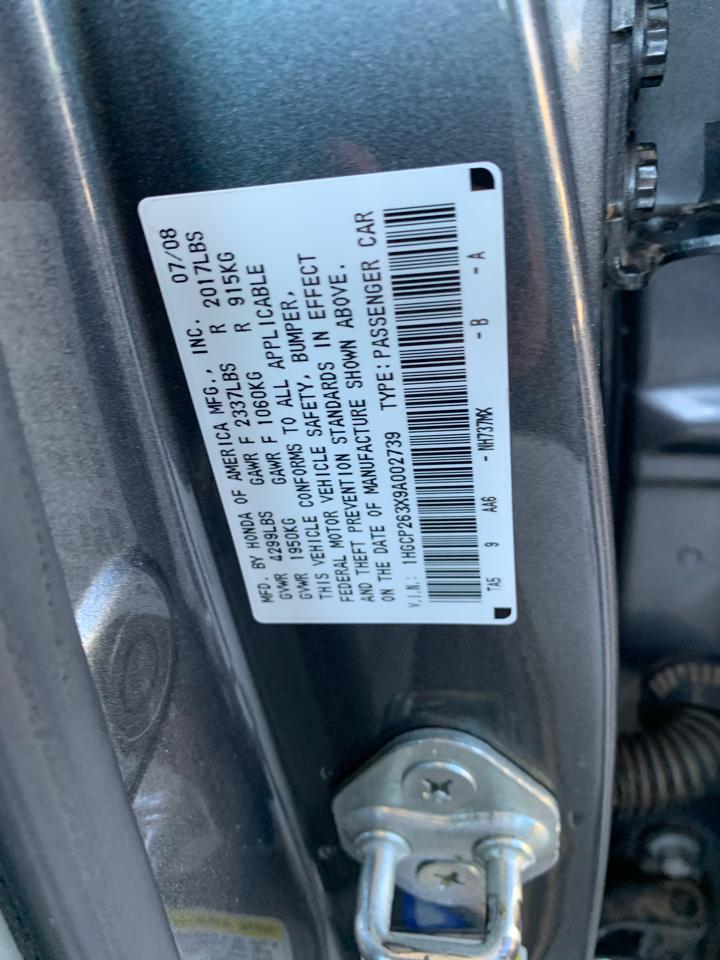 MFD. BY HONDA OF AMERICA MFG., INC. 07/08
GVWR 4299LBS GAWR F 2337LBS R 2017LBS
GVWR 1950KG GAWR F 1060KG R 915KG
THIS VEHICLE CONFORMS TO ALL APPLICABLE
FEDERAL MOTOR VEHICLE SAFETY, BUMPER,
AND THEFT PREVENTION STANDARDS IN EFFECT
ON THE DATE OF MANUFACTURE SHOWN ABOVE.
V.I.N.: 1HGCP263X9A002739 TYPE:PASSENGER CAR
TA5 9 AA6 - NH737MX - B - A